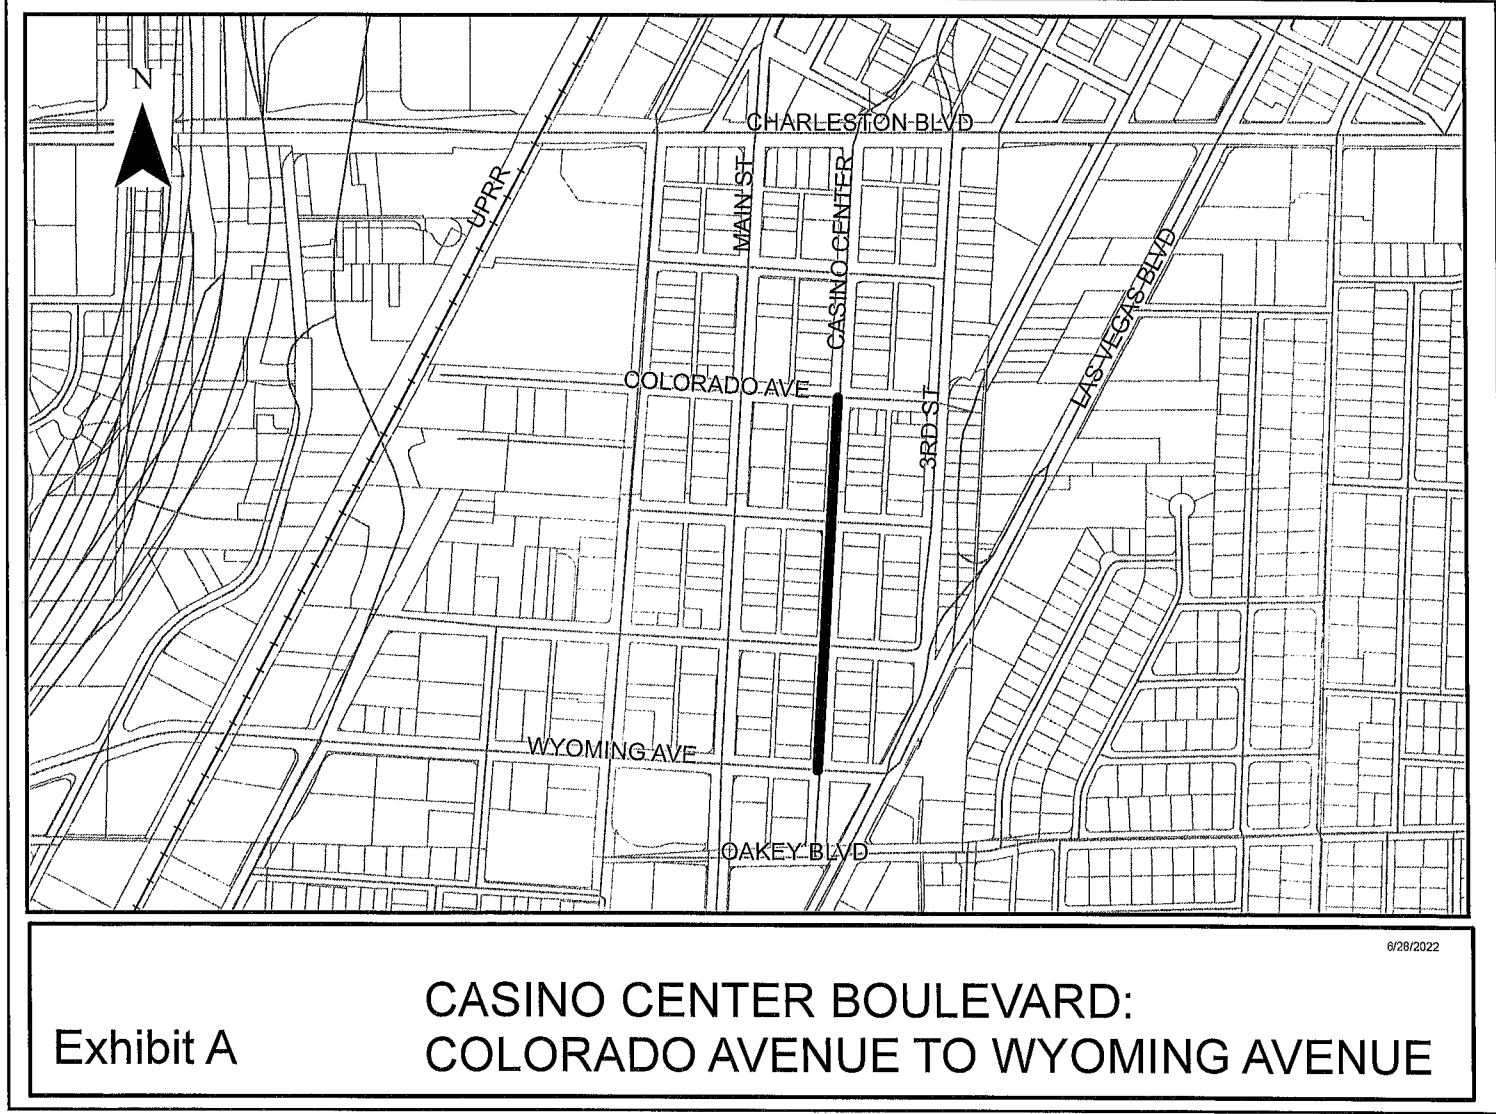 N
CHARLESTON BLVD
UPRR
MAIN ST
CASINO CENTER
LAS VEGAS BLVD
COLORADO AVE
3RD ST
WYOMING AVE
OAKEY BLVD
6/28/2022
CASINO CENTER BOULEVARD:
Exhibit A
COLORADO AVENUE TO WYOMING AVENUE